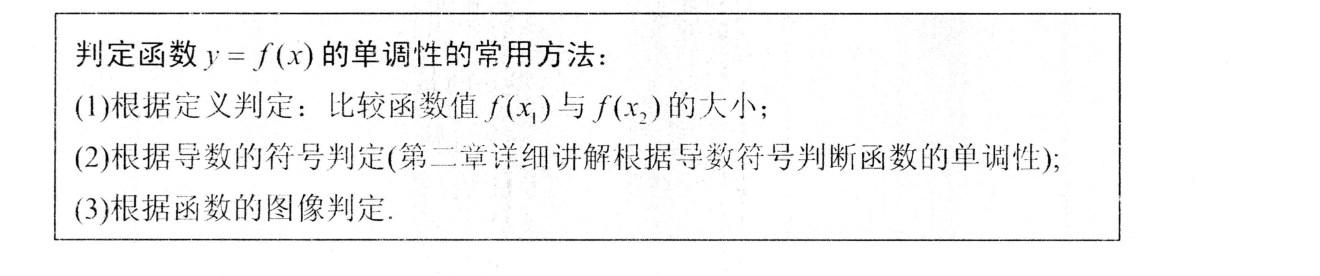 判定函数 y = f(x) 的单调性的常用方法：
(1)根据定义判定：比较函数值 f(x₁) 与 f(x₂) 的大小；
(2)根据导数的符号判定(第二章详细讲解根据导数符号判断函数的单调性);
(3)根据函数的图像判定.